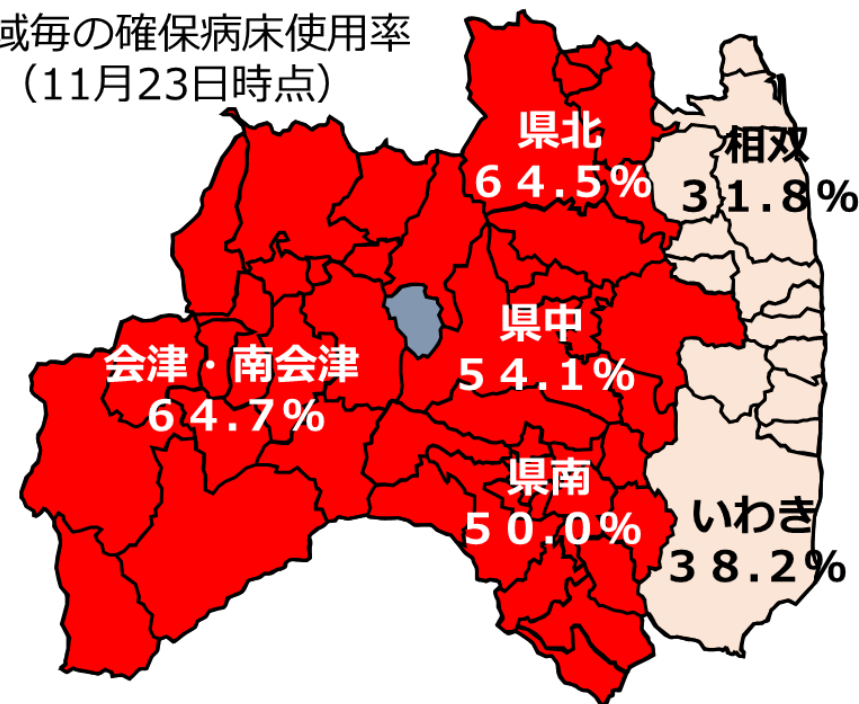 域毎の確保病床使用率
（11月23日時点）
県北
６４.５%
相双
３１.８%
県中
５４.１%
会津・南会津
６４.７%
県南
５０.０%
いわき
３８.２%